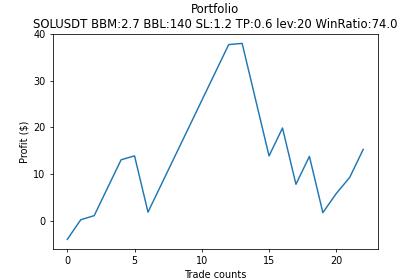 Portfolio
SOLUSDT BBM:2.7 BBL:140 SL:1.2 TP:0.6 lev:20 WinRatio:74.0
40
30
20
10
0
Profit ($)
0 5 10 15 20
Trade counts